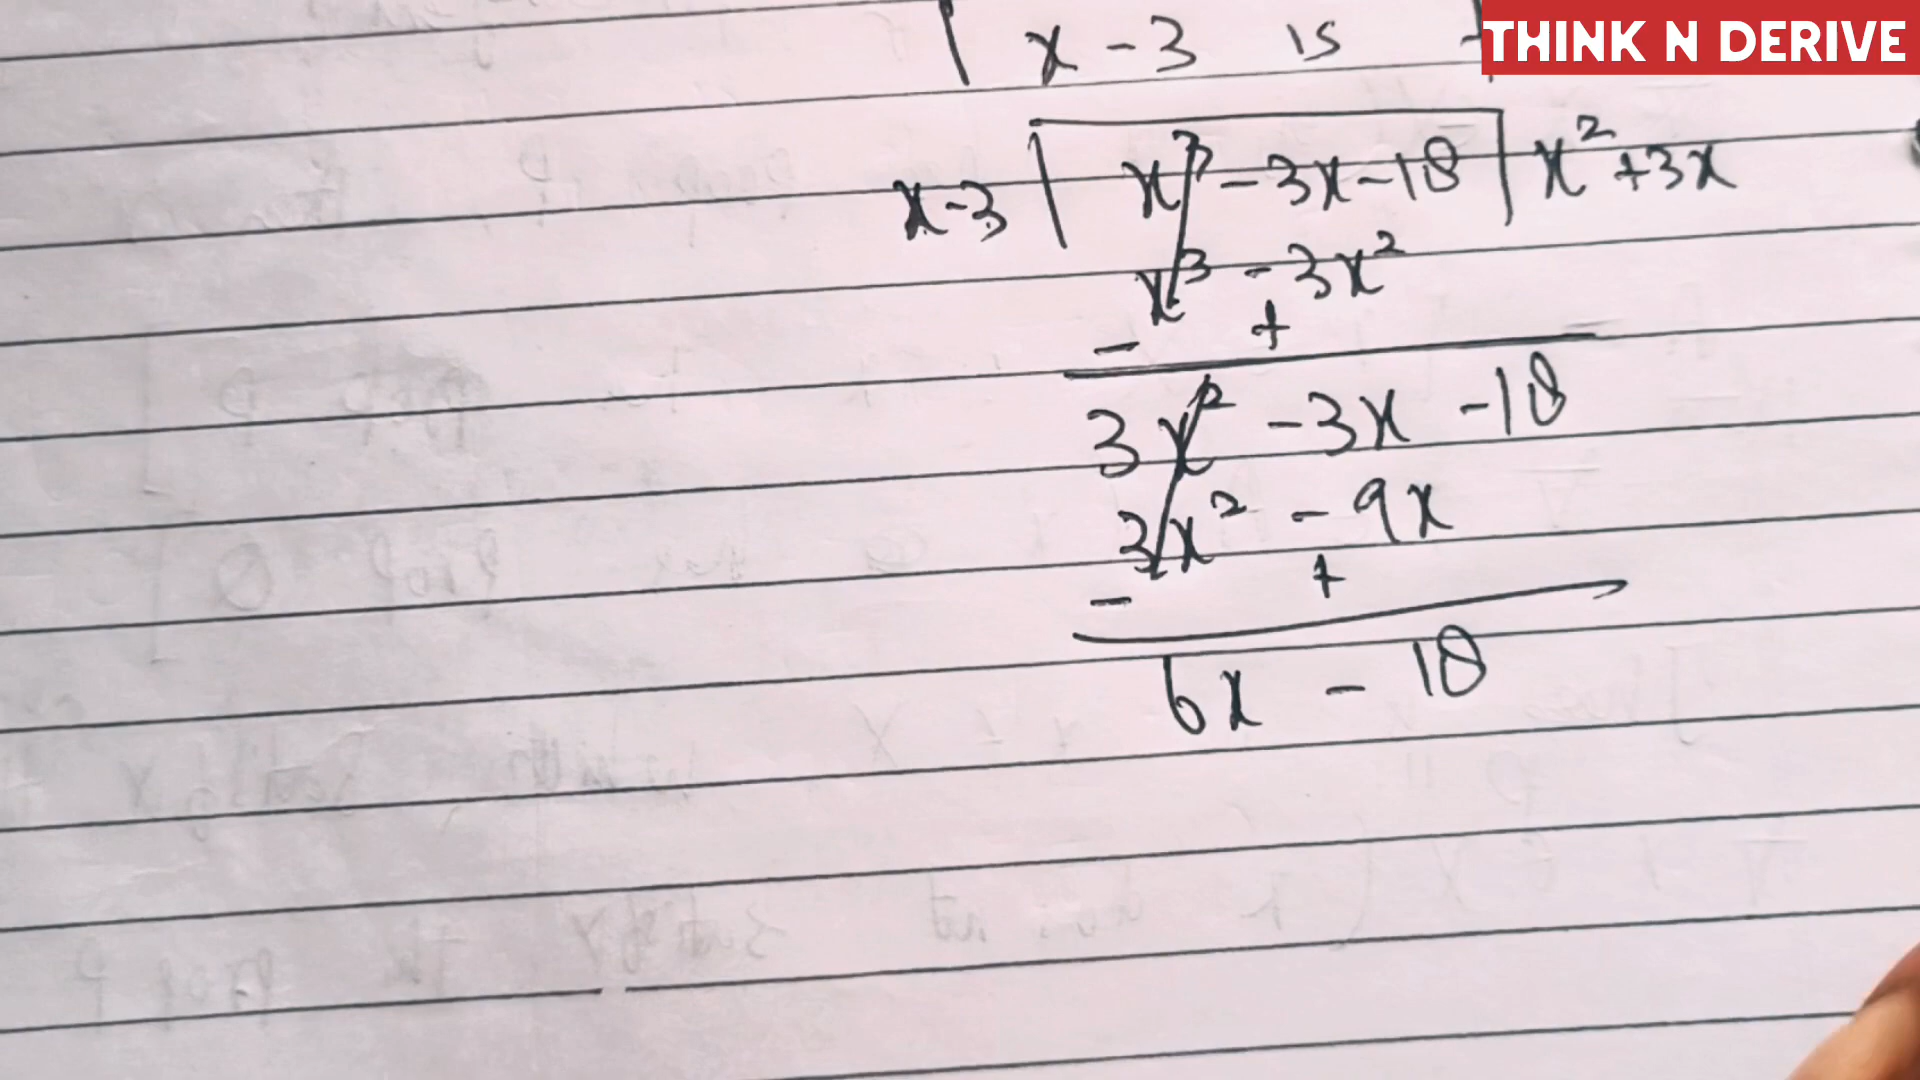 THINK N DERIVE
x - 3 is
x-3 x³ - 3x - 18 x² + 3x
x³ - 3x²
- +
3x² - 3x - 18
3x² - 9x
- +
6x - 18